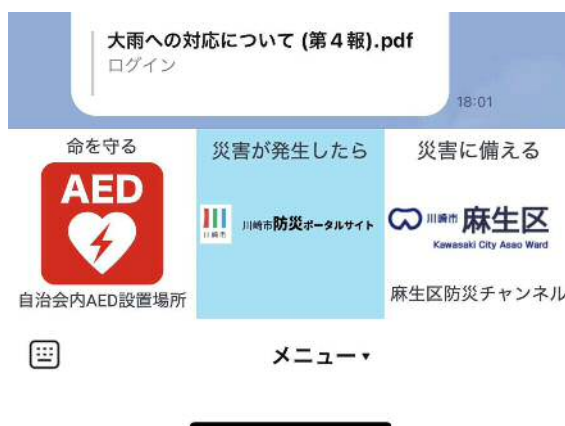 大雨への対応について (第４報).pdf
ログイン
18:01
命を守る
AED
自治会内AED設置場所
災害が発生したら
川崎市
川崎市防災ポータルサイト
災害に備える
川崎市 麻生区
Kawasaki City Asao Ward
麻生区防災チャンネル
メニュー▼